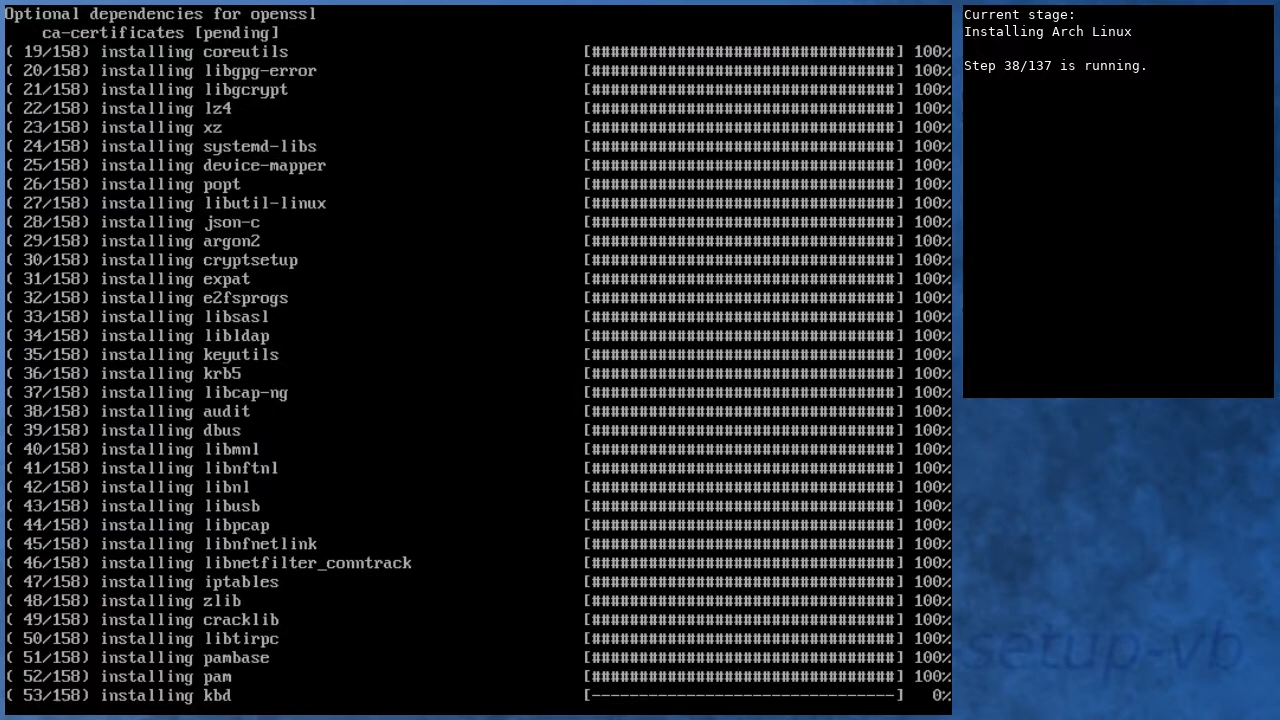 Optional dependencies for openssl
    ca-certificates [pending]
( 19/158) installing coreutils [################################] 100%
( 20/158) installing libgpg-error [################################] 100%
( 21/158) installing libgcrypt [################################] 100%
( 22/158) installing lz4 [################################] 100%
( 23/158) installing xz [################################] 100%
( 24/158) installing systemd-libs [################################] 100%
( 25/158) installing device-mapper [################################] 100%
( 26/158) installing popt [################################] 100%
( 27/158) installing libutil-linux [################################] 100%
( 28/158) installing json-c [################################] 100%
( 29/158) installing argon2 [################################] 100%
( 30/158) installing cryptsetup [################################] 100%
( 31/158) installing expat [################################] 100%
( 32/158) installing e2fsprogs [################################] 100%
( 33/158) installing libsasl [################################] 100%
( 34/158) installing libldap [################################] 100%
( 35/158) installing keyutils [################################] 100%
( 36/158) installing krb5 [################################] 100%
( 37/158) installing libcap-ng [################################] 100%
( 38/158) installing audit [################################] 100%
( 39/158) installing dbus [################################] 100%
( 40/158) installing libmnl [################################] 100%
( 41/158) installing libnftnl [################################] 100%
( 42/158) installing libnl [################################] 100%
( 43/158) installing libusb [################################] 100%
( 44/158) installing libpcap [################################] 100%
( 45/158) installing libnfnetlink [################################] 100%
( 46/158) installing libnetfilter_conntrack [################################] 100%
( 47/158) installing iptables [################################] 100%
( 48/158) installing zlib [################################] 100%
( 49/158) installing cracklib [################################] 100%
( 50/158) installing libtirpc [################################] 100%
( 51/158) installing pambase [################################] 100%
( 52/158) installing pam [################################] 100%
( 53/158) installing kbd [--------------------------------] 0%
Current stage:
Installing Arch Linux
Step 38/137 is running.
setup-vb